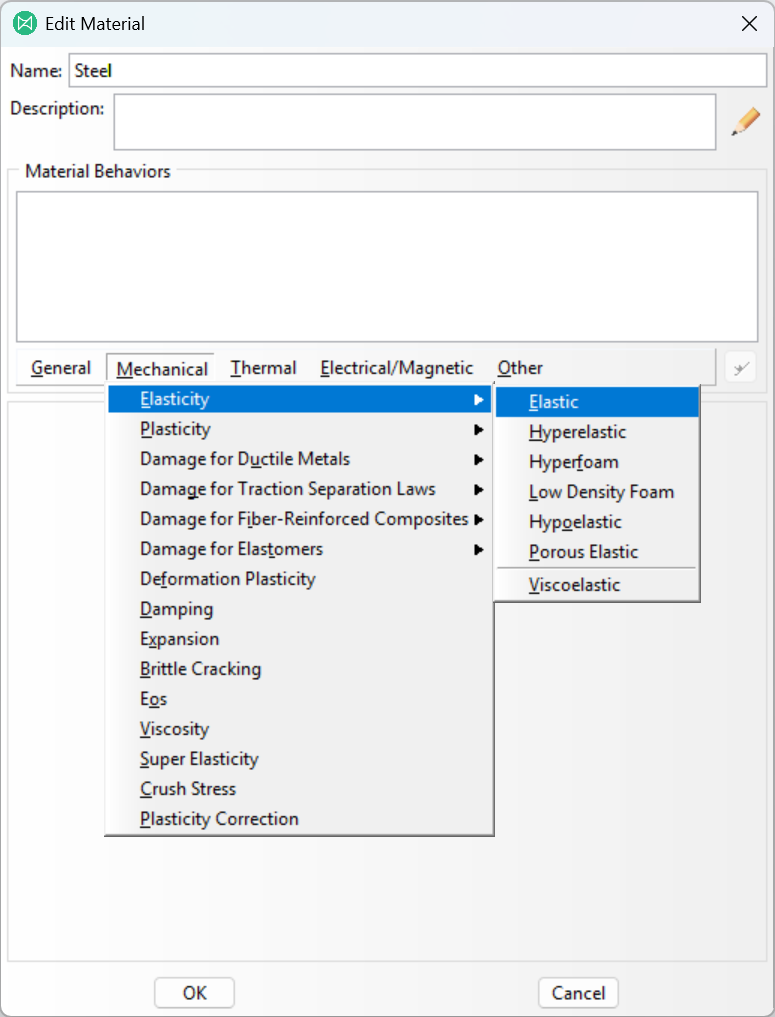 Edit Material
Name: Steel
Description:
Material Behaviors
General Mechanical Thermal Electrical/Magnetic Other
Elasticity
Plasticity
Damage for Ductile Metals
Damage for Traction Separation Laws
Damage for Fiber-Reinforced Composites
Damage for Elastomers
Deformation Plasticity
Damping
Expansion
Brittle Cracking
Eos
Viscosity
Super Elasticity
Crush Stress
Plasticity Correction
Elastic
Hyperelastic
Hyperfoam
Low Density Foam
Hypoelastic
Porous Elastic
Viscoelastic
OK Cancel